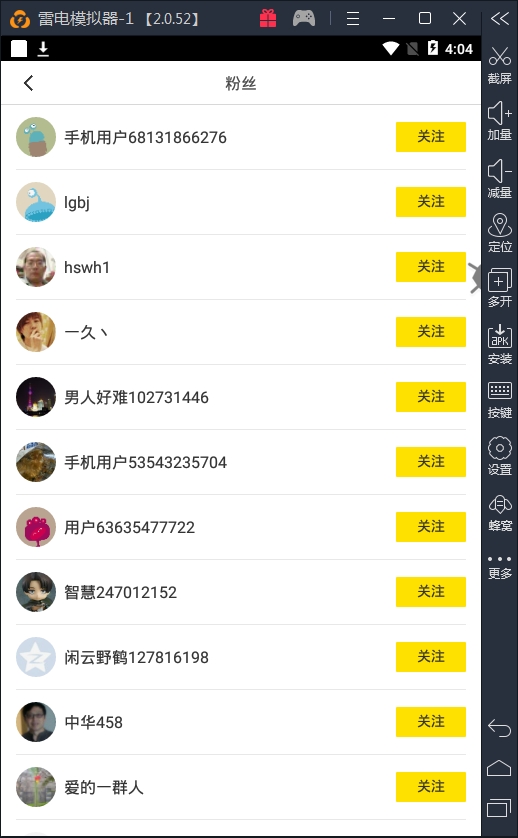 雷电模拟器-1 【2.0.52】
4:04
粉丝
手机用户68131866276 关注
lgbj 关注
hswh1 关注
一久丶 关注
男人好难102731446 关注
手机用户53543235704 关注
用户63635477722 关注
智慧247012152 关注
闲云野鹤127816198 关注
中华458 关注
爱的一群人 关注
截屏
加量
减量
定位
多开
APK
安装
按键
设置
蜂窝
更多